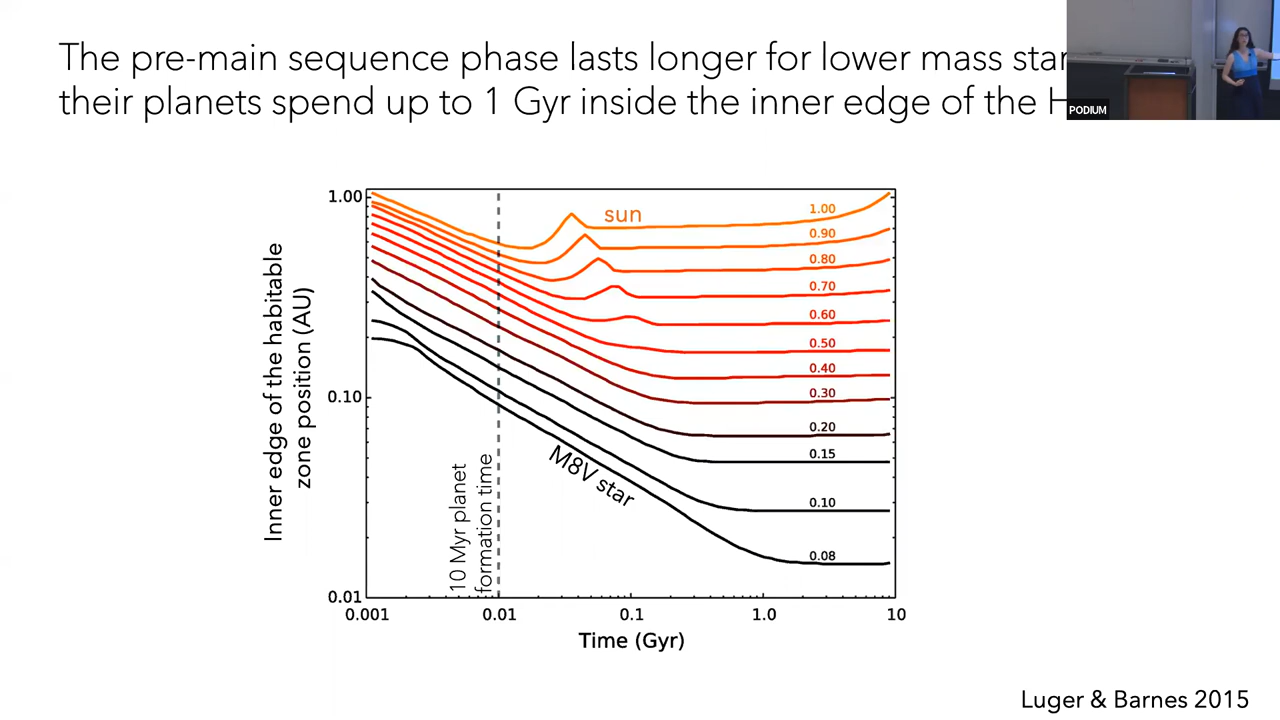 The pre-main sequence phase lasts longer for lower mass
their planets spend up to 1 Gyr inside the inner edge of the
PODIUM
Inner edge of the habitable
zone position (AU)
1.00
0.10
0.01
sun
1.00
0.90
0.80
0.70
0.60
0.50
0.40
0.30
0.20
0.15
0.10
0.08
M8V star
10 Myr planet
formation time
0.001
0.01
0.1
1.0
10
Time (Gyr)
Luger & Barnes 2015